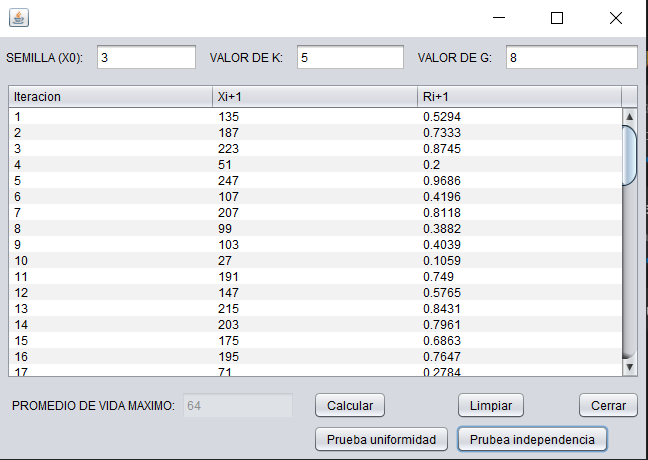 SEMILLA (X0): 3 VALOR DE K: 5 VALOR DE G: 8
Iteracion Xi+1 Ri+1
1 135 0.5294
2 187 0.7333
3 223 0.8745
4 51 0.2
5 247 0.9686
6 107 0.4196
7 207 0.8118
8 99 0.3882
9 103 0.4039
10 27 0.1059
11 191 0.749
12 147 0.5765
13 215 0.8431
14 203 0.7961
15 175 0.6863
16 195 0.7647
17 71 0.2784
PROMEDIO DE VIDA MAXIMO: 64 Calcular Limpiar Cerrar
Prueba uniformidad Prubea independencia